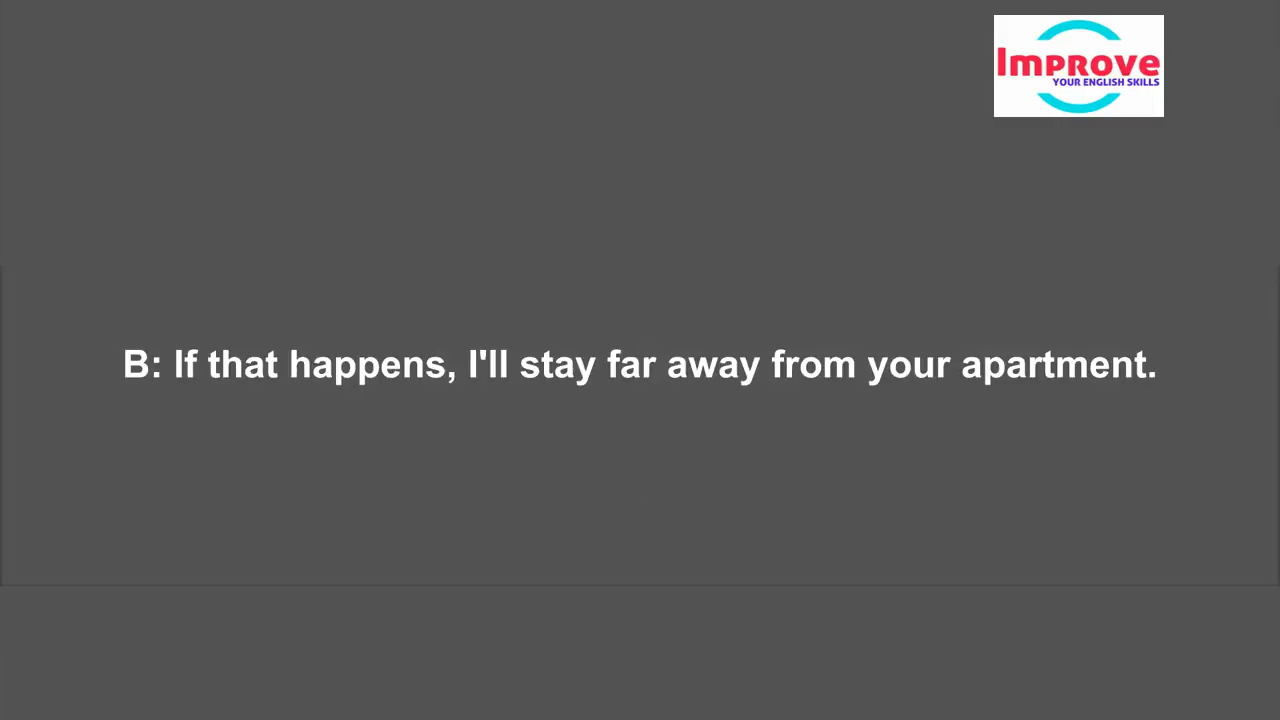 Improve
YOUR ENGLISH SKILLS
B: If that happens, I'll stay far away from your apartment.